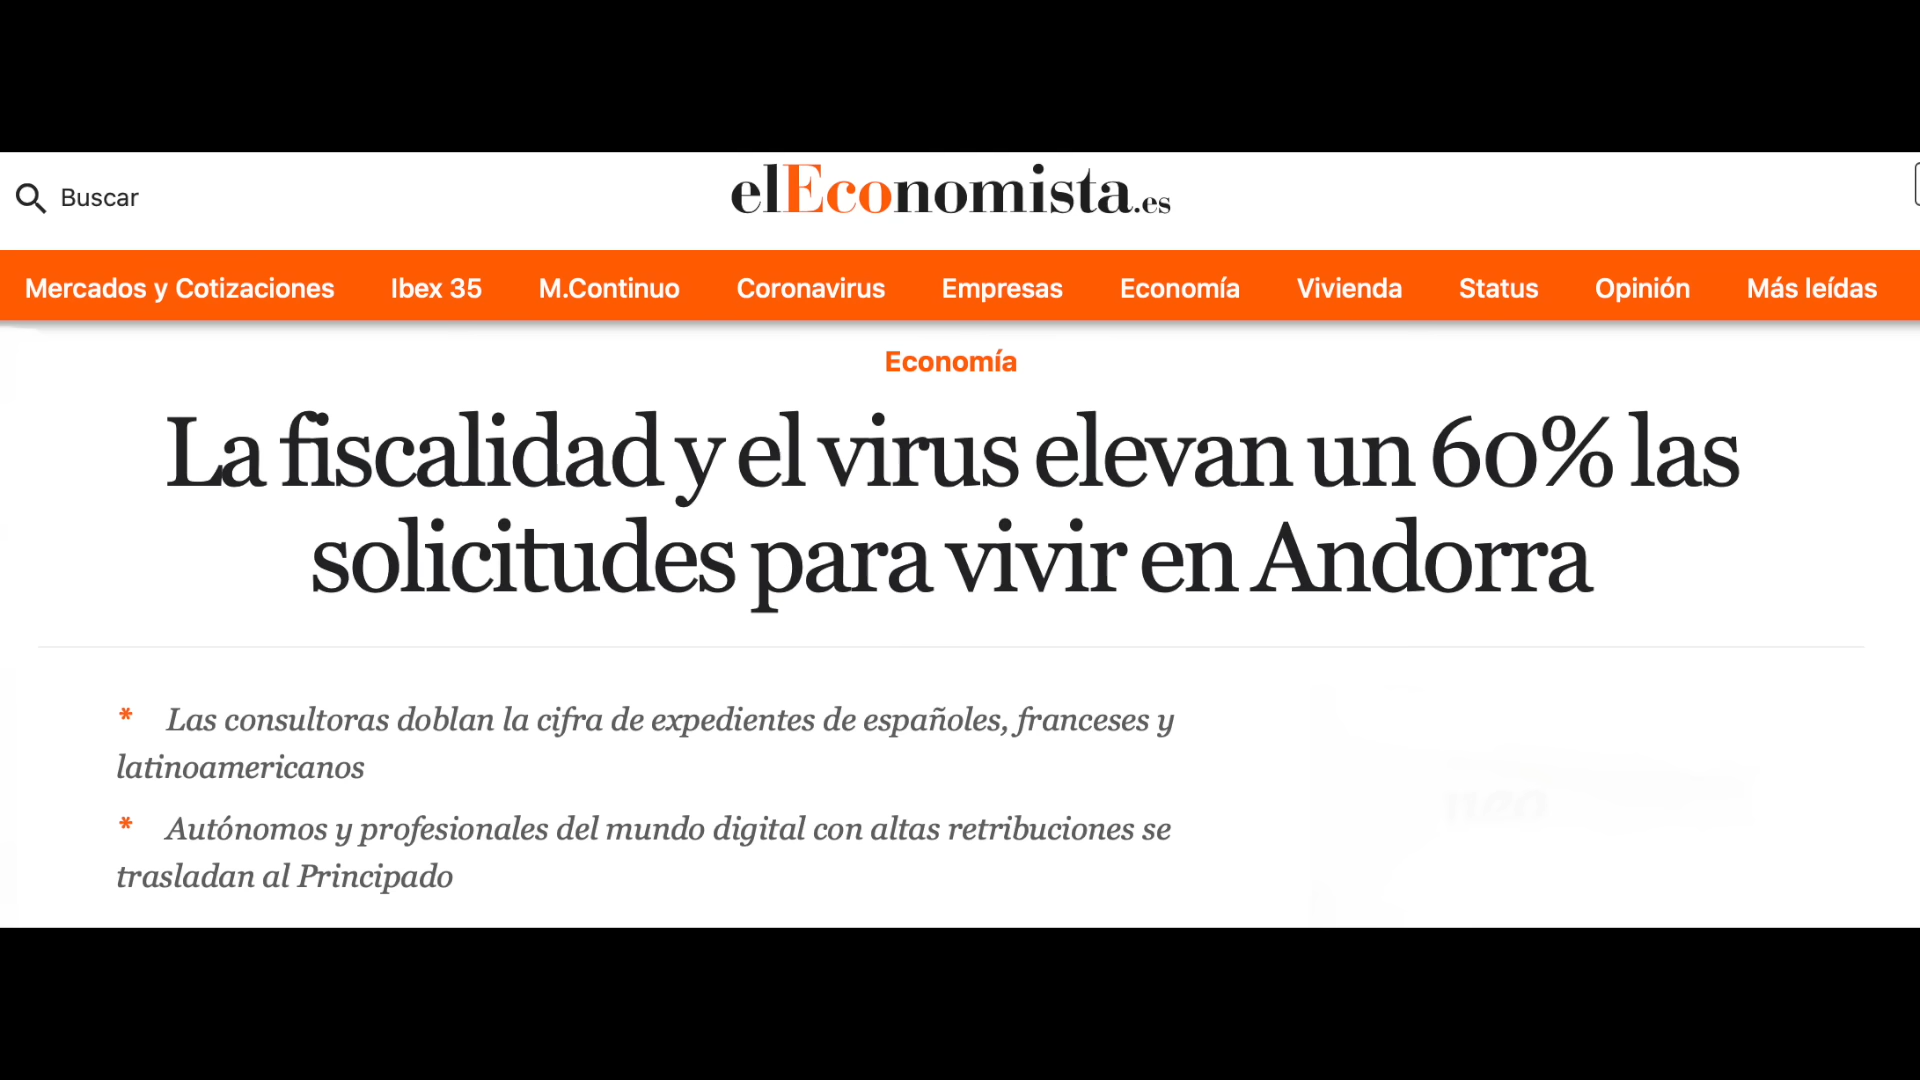 Buscar
elEconomista.es
Mercados y Cotizaciones Ibex 35 M.Continuo Coronavirus Empresas Economía Vivienda Status Opinión Más leídas
Economía
La fiscalidad y el virus elevan un 60% las
solicitudes para vivir en Andorra
* Las consultoras doblan la cifra de expedientes de españoles, franceses y
latinoamericanos
* Autónomos y profesionales del mundo digital con altas retribuciones se
trasladan al Principado